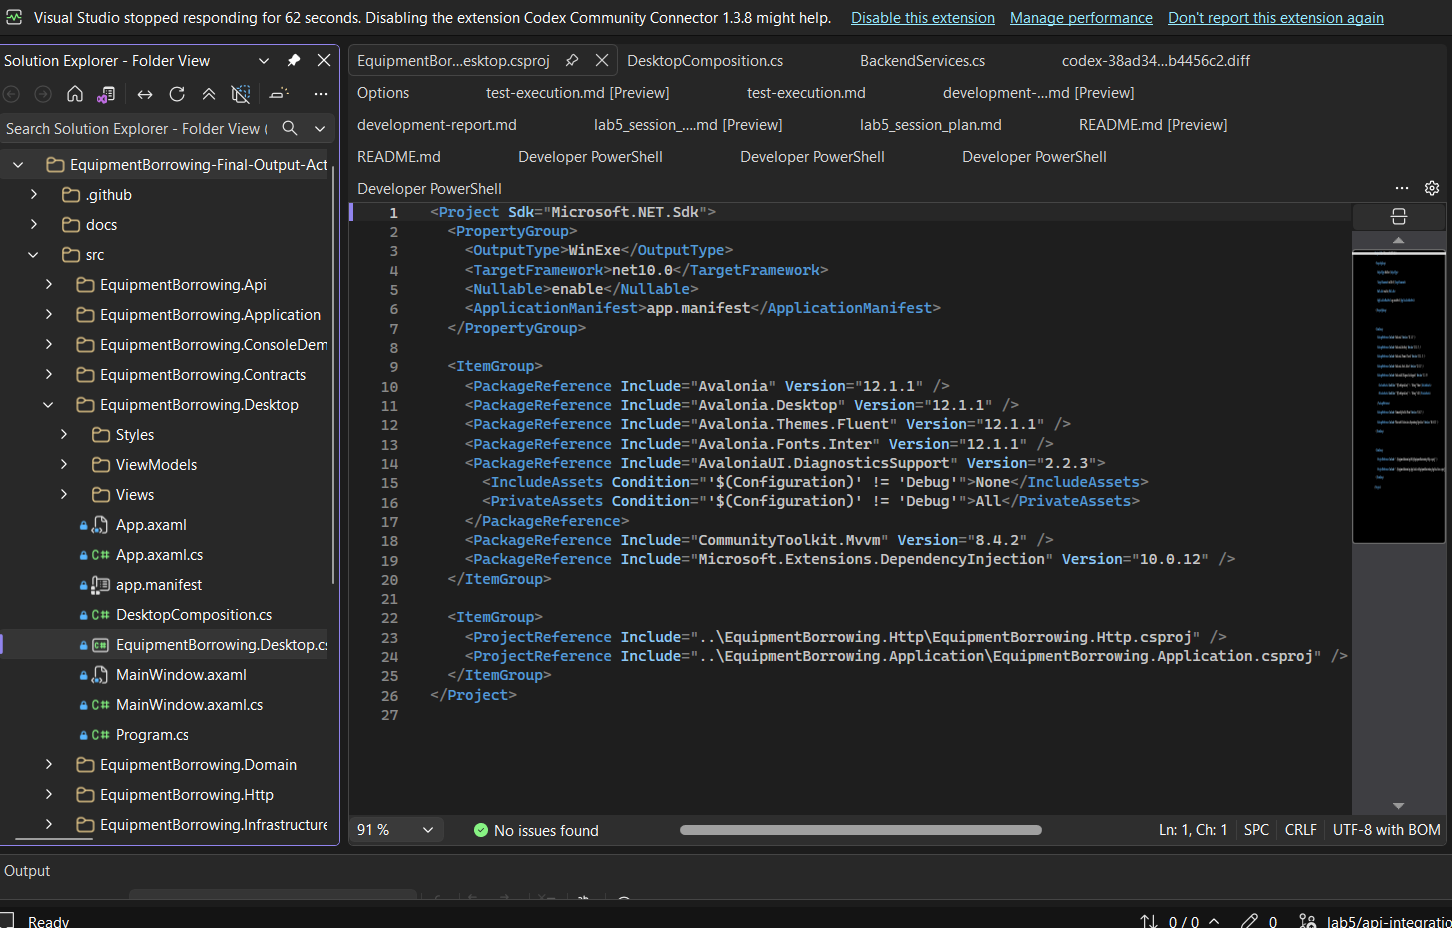 Visual Studio stopped responding for 62 seconds. Disabling the extension Codex Community Connector 1.3.8 might help. Disable this extension Manage performance Don't report this extension again
Solution Explorer - Folder View
Search Solution Explorer - Folder View (
EquipmentBorrowing-Final-Output-Act
.github
docs
src
EquipmentBorrowing.Api
EquipmentBorrowing.Application
EquipmentBorrowing.ConsoleDem
EquipmentBorrowing.Contracts
EquipmentBorrowing.Desktop
Styles
ViewModels
Views
App.axaml
C# App.axaml.cs
app.manifest
C# DesktopComposition.cs
EquipmentBorrowing.Desktop.cs
MainWindow.axaml
C# MainWindow.axaml.cs
C# Program.cs
EquipmentBorrowing.Domain
EquipmentBorrowing.Http
EquipmentBorrowing.Infrastructure
EquipmentBor...esktop.csproj DesktopComposition.cs BackendServices.cs codex-38ad34...b4456c2.diff
Options test-execution.md [Preview] test-execution.md development-...md [Preview]
development-report.md lab5_session_....md [Preview] lab5_session_plan.md README.md [Preview]
README.md Developer PowerShell Developer PowerShell Developer PowerShell
Developer PowerShell
1 <Project Sdk="Microsoft.NET.Sdk">
2 <PropertyGroup>
3 <OutputType>WinExe</OutputType>
4 <TargetFramework>net10.0</TargetFramework>
5 <Nullable>enable</Nullable>
6 <ApplicationManifest>app.manifest</ApplicationManifest>
7 </PropertyGroup>
8
9 <ItemGroup>
10 <PackageReference Include="Avalonia" Version="12.1.1" />
11 <PackageReference Include="Avalonia.Desktop" Version="12.1.1" />
12 <PackageReference Include="Avalonia.Themes.Fluent" Version="12.1.1" />
13 <PackageReference Include="Avalonia.Fonts.Inter" Version="12.1.1" />
14 <PackageReference Include="AvaloniaUI.DiagnosticsSupport" Version="2.2.3">
15 <IncludeAssets Condition="'$(Configuration)' != 'Debug'">None</IncludeAssets>
16 <PrivateAssets Condition="'$(Configuration)' != 'Debug'">All</PrivateAssets>
17 </PackageReference>
18 <PackageReference Include="CommunityToolkit.Mvvm" Version="8.4.2" />
19 <PackageReference Include="Microsoft.Extensions.DependencyInjection" Version="10.0.12" />
20 </ItemGroup>
21
22 <ItemGroup>
23 <ProjectReference Include="..\EquipmentBorrowing.Http\EquipmentBorrowing.Http.csproj" />
24 <ProjectReference Include="..\EquipmentBorrowing.Application\EquipmentBorrowing.Application.csproj" />
25 </ItemGroup>
26 </Project>
27
91 % No issues found Ln: 1, Ch: 1 SPC CRLF UTF-8 with BOM
Output
Ready 0 / 0 0 lab5/api-integratio